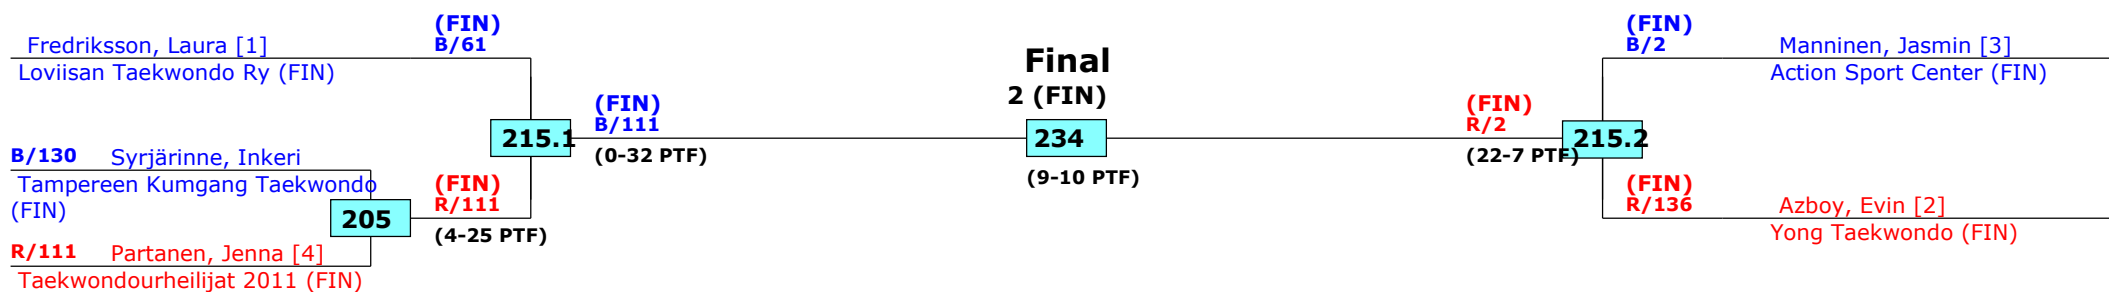 Fredriksson, Laura [1]
Loviisan Taekwondo Ry (FIN)
(FIN)
B/61
B/130 Syrjärinne, Inkeri
Tampereen Kumgang Taekwondo
(FIN)
205
R/111 Partanen, Jenna [4]
Taekwondourheilijat 2011 (FIN)
(FIN)
R/111
(4-25 PTF)
215.1
(FIN)
B/111
(0-32 PTF)
Final
2 (FIN)
234
(9-10 PTF)
(FIN)
R/2
(22-7 PTF)
215.2
(FIN)
B/2
Manninen, Jasmin [3]
Action Sport Center (FIN)
(FIN)
R/136
Azboy, Evin [2]
Yong Taekwondo (FIN)